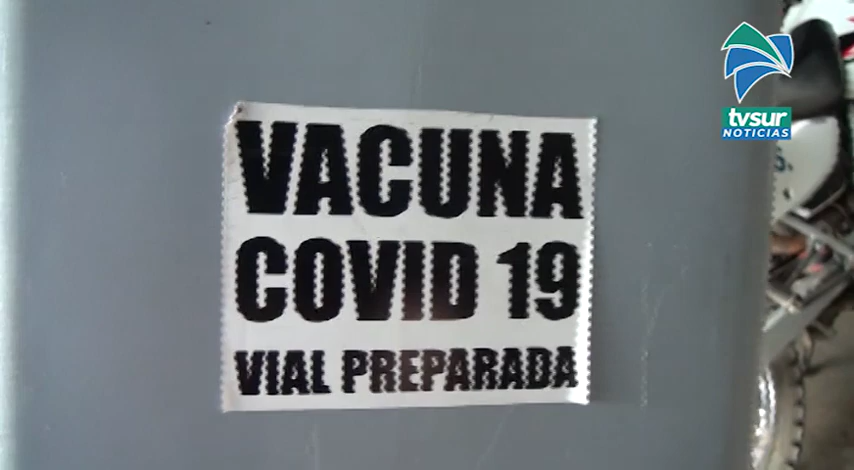 tvsur
NOTICIAS
VACUNA
COVID 19
VIAL PREPARADA